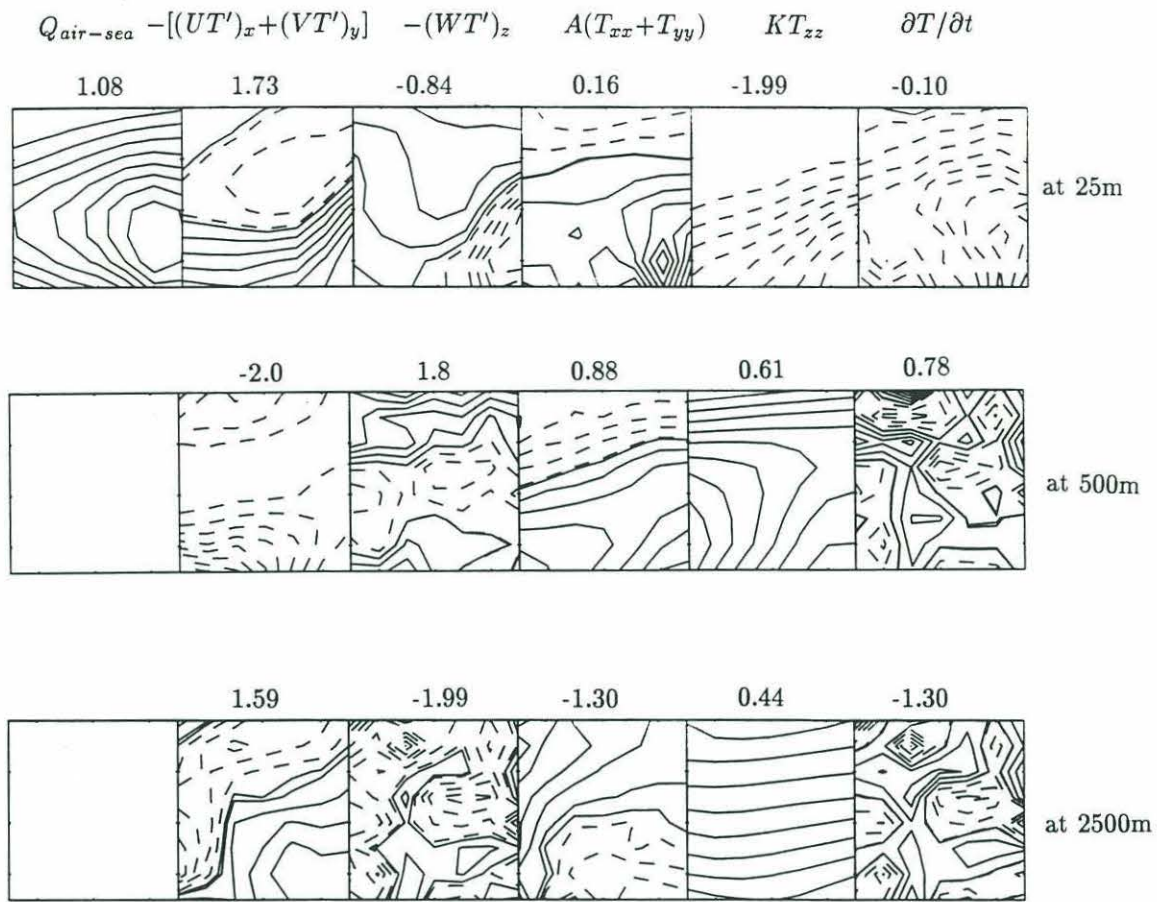 Q_{air-sea} -[(UT')_x+(VT')_y] -(WT')_z A(T_{xx}+T_{yy}) KT_{zz} ∂T/∂t
1.08 1.73 -0.84 0.16 -1.99 -0.10
at 25m
-2.0 1.8 0.88 0.61 0.78
at 500m
1.59 -1.99 -1.30 0.44 -1.30
at 2500m